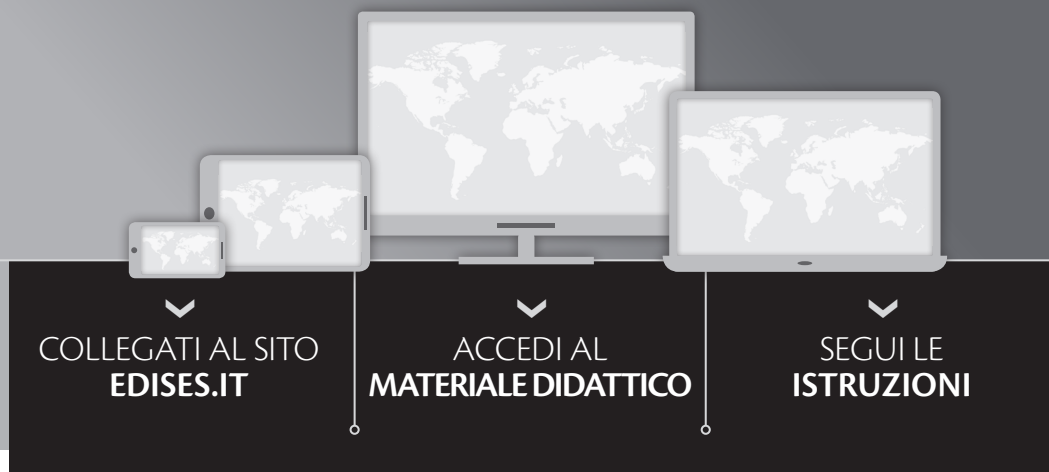 COLLEGATI AL SITO
EDISES.IT
ACCEDI AL
MATERIALE DIDATTICO
SEGUI LE
ISTRUZIONI